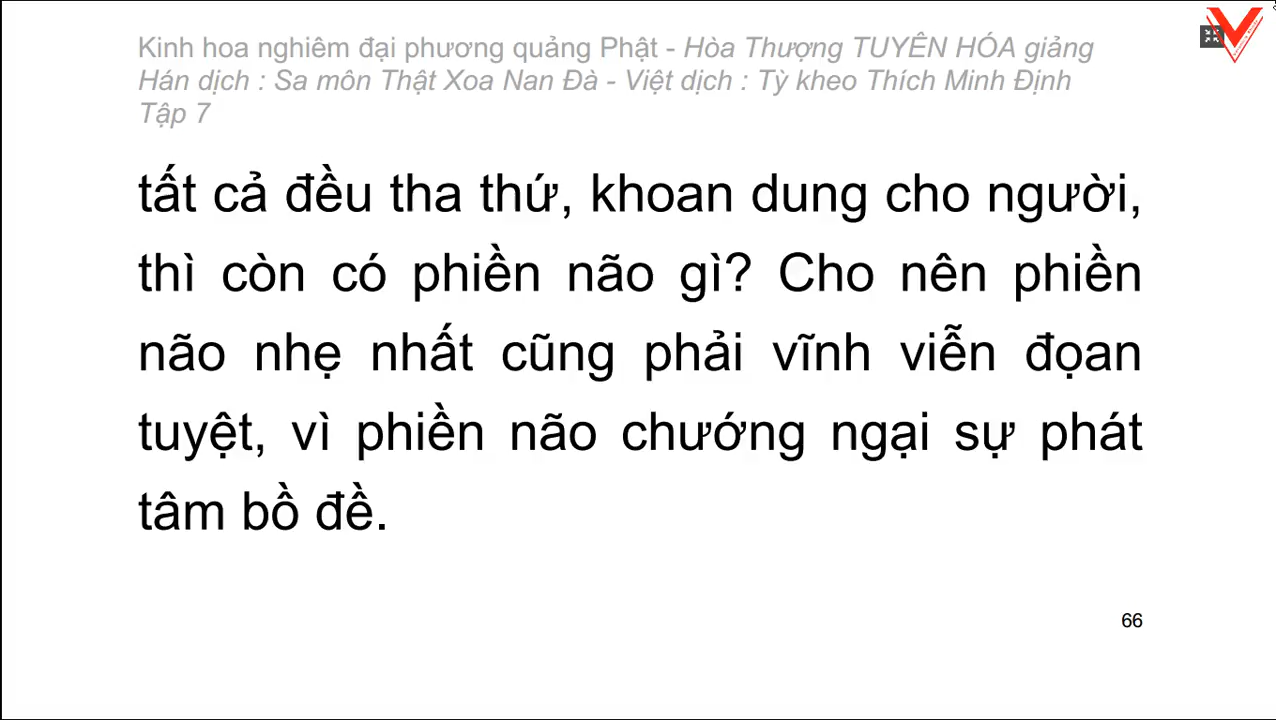 Kinh hoa nghiêm đại phương quảng Phật - Hòa Thượng TUYÊN HÓA giảng
Hán dịch : Sa môn Thật Xoa Nan Đà - Việt dịch : Tỳ kheo Thích Minh Định
Tập 7
tất cả đều tha thứ, khoan dung cho người,
thì còn có phiền não gì? Cho nên phiền
não nhẹ nhất cũng phải vĩnh viễn đọan
tuyệt, vì phiền não chướng ngại sự phát
tâm bồ đề.
66